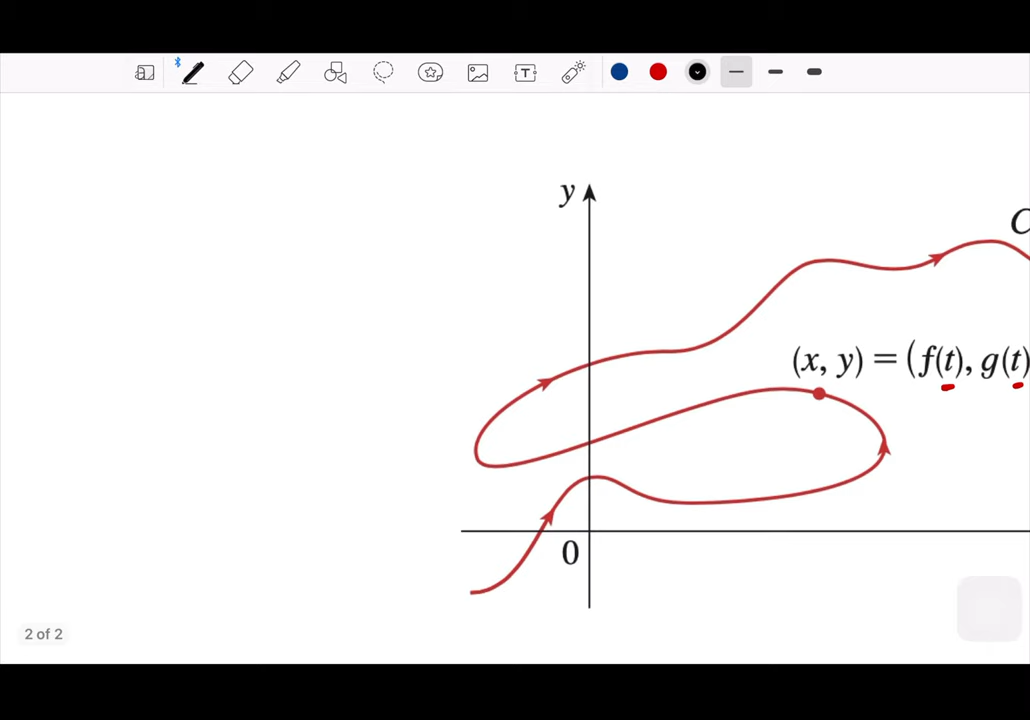 T
y
C
(x, y) = (f(t), g(t)
0
2 of 2